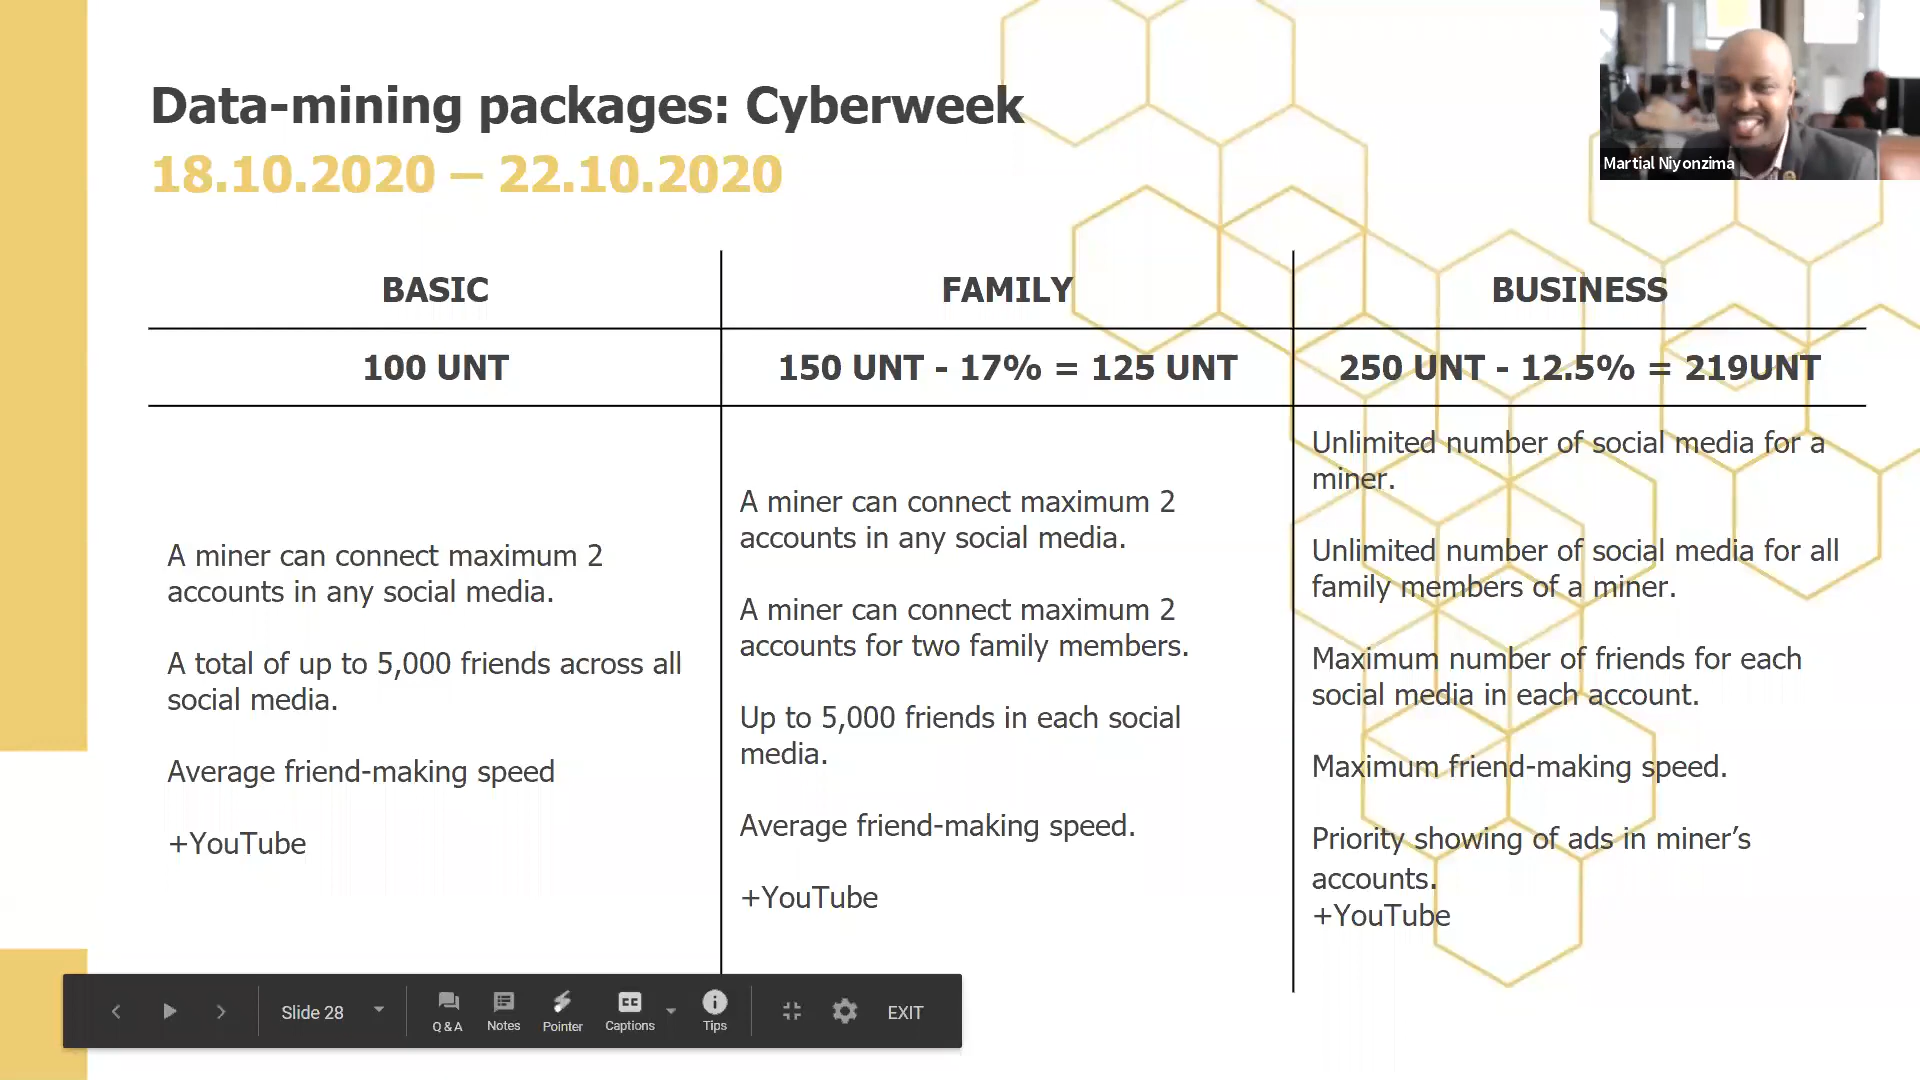 Data-mining packages: Cyberweek
18.10.2020 – 22.10.2020
Martial Niyonzima
BASIC
FAMILY
BUSINESS
100 UNT
150 UNT - 17% = 125 UNT
250 UNT - 12.5% = 219UNT
A miner can connect maximum 2
accounts in any social media.
A total of up to 5,000 friends across all
social media.
Average friend-making speed
+YouTube
A miner can connect maximum 2
accounts in any social media.
A miner can connect maximum 2
accounts for two family members.
Up to 5,000 friends in each social
media.
Average friend-making speed.
+YouTube
Unlimited number of social media for a
miner.
Unlimited number of social media for all
family members of a miner.
Maximum number of friends for each
social media in each account.
Maximum friend-making speed.
Priority showing of ads in miner’s
accounts.
+YouTube
Slide 28
Q & A
Notes
Pointer
CC
Captions
Tips
EXIT